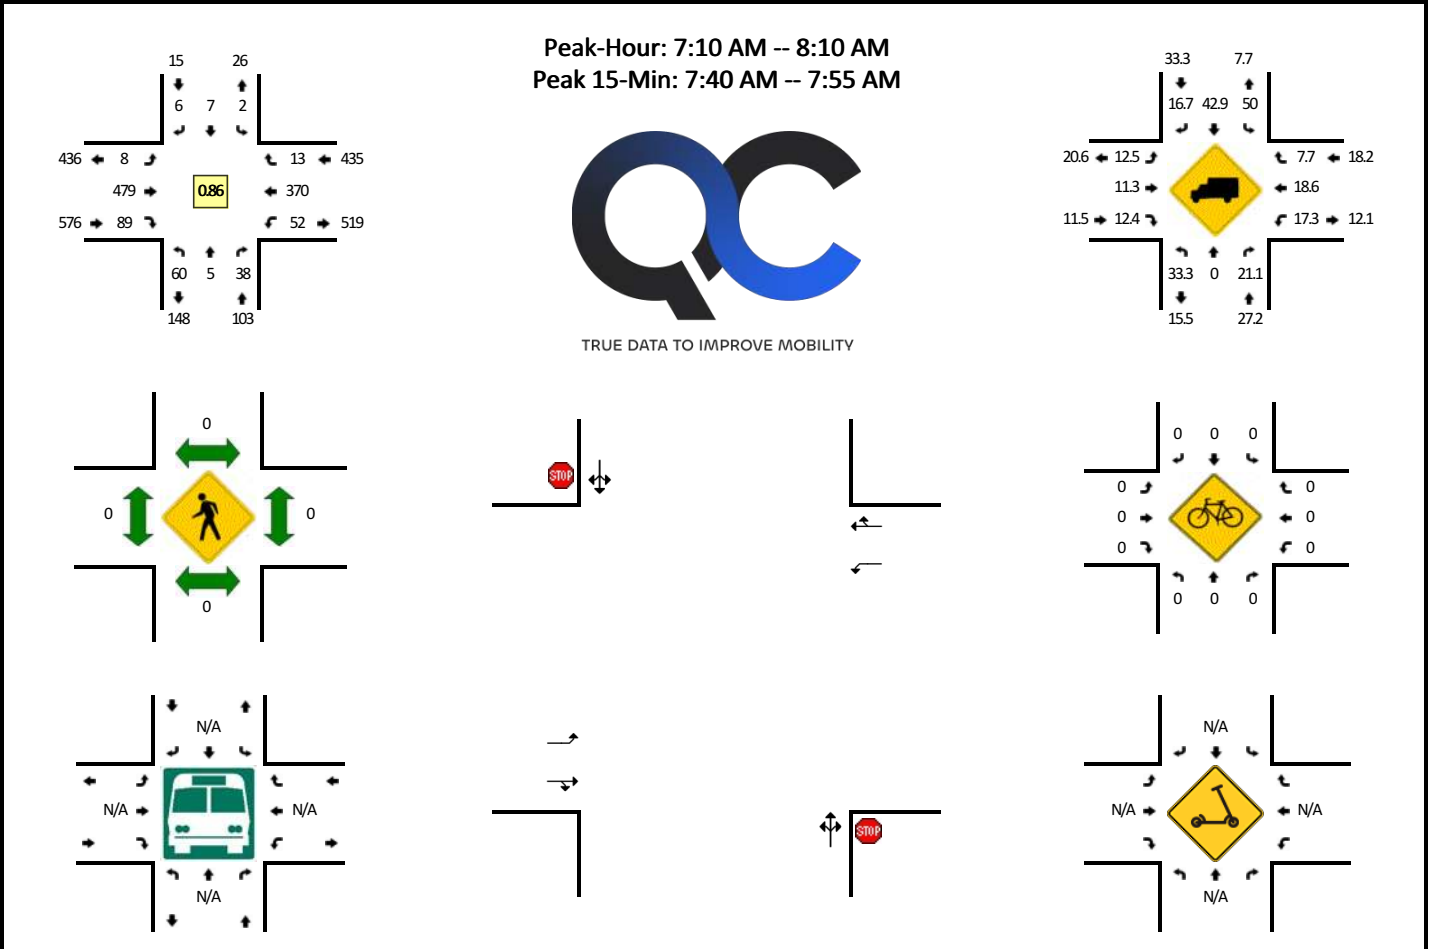 Peak-Hour: 7:10 AM -- 8:10 AM
Peak 15-Min: 7:40 AM -- 7:55 AM
15 26
6 7 2
436 8 13 435
479 0.86 370
576 89 52 519
60 5 38
148 103
QC
TRUE DATA TO IMPROVE MOBILITY
33.3 7.7
16.7 42.9 50
20.6 12.5 7.7 18.2
11.3 18.6
11.5 12.4 17.3 12.1
33.3 0 21.1
15.5 27.2
0
0 0
0
STOP
STOP
0 0 0
0 0
0 0
0 0
0 0 0
N/A
N/A N/A
N/A
N/A
N/A N/A
N/A